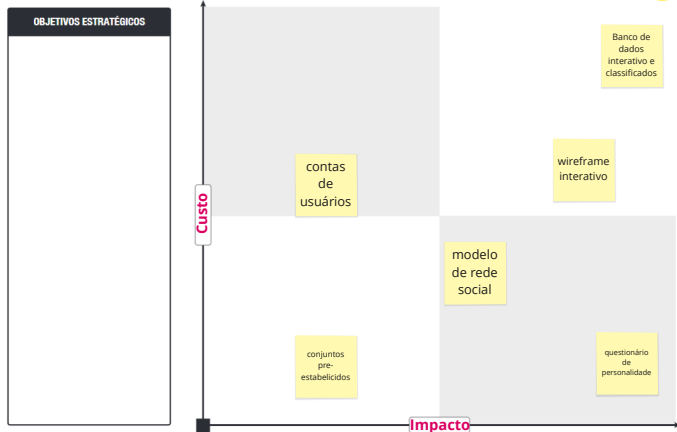 OBJETIVOS ESTRATÉGICOS
Banco de
dados
interativo e
classificados
wireframe
interativo
contas
de
usuários
Custo
modelo
de rede
social
conjuntos
pre-
estabelicidos
questionário
de
personalidade
Impacto